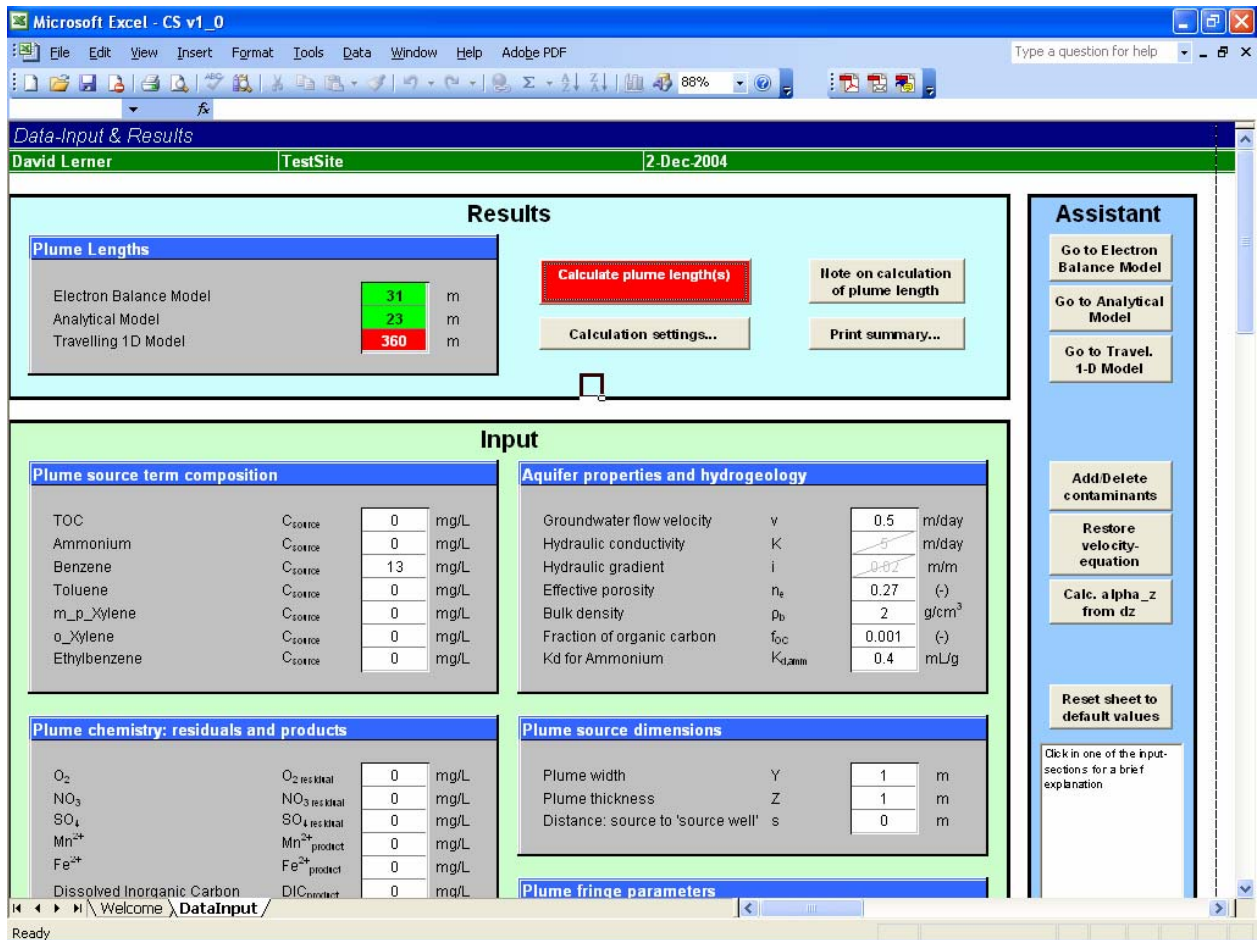 Microsoft Excel - CS v1_0
File Edit View Insert Format Tools Data Window Help Adobe PDF
Type a question for help
88%
fx
Data-Input & Results
David Lerner TestSite 2-Dec-2004
Results
Plume Lengths
Electron Balance Model 31 m
Analytical Model 23 m
Travelling 1D Model 360 m
Calculate plume length(s)
Note on calculation of plume length
Calculation settings...
Print summary...
Input
Plume source term composition
TOC Csource 0 mg/L
Ammonium Csource 0 mg/L
Benzene Csource 13 mg/L
Toluene Csource 0 mg/L
m_p_Xylene Csource 0 mg/L
o_Xylene Csource 0 mg/L
Ethylbenzene Csource 0 mg/L
Aquifer properties and hydrogeology
Groundwater flow velocity v 0.5 m/day
Hydraulic conductivity K 5 m/day
Hydraulic gradient i 0.02 m/m
Effective porosity ne 0.27 (-)
Bulk density ρb 2 g/cm³
Fraction of organic carbon fOC 0.001 (-)
Kd for Ammonium Kd,amm 0.4 mL/g
Plume chemistry: residuals and products
O₂ O₂ residual 0 mg/L
NO₃ NO₃ residual 0 mg/L
SO₄ SO₄ residual 0 mg/L
Mn²⁺ Mn²⁺product 0 mg/L
Fe²⁺ Fe²⁺product 0 mg/L
Dissolved Inorganic Carbon DICproduct 0 mg/L
Plume source dimensions
Plume width Y 1 m
Plume thickness Z 1 m
Distance: source to 'source well' s 0 m
Plume fringe parameters
Assistant
Go to Electron
Balance Model
Go to Analytical
Model
Go to Travel.
1-D Model
Add/Delete
contaminants
Restore
velocity-
equation
Calc. alpha_z
from dz
Reset sheet to
default values
Click in one of the input-
sections for a brief
explanation
Welcome DataInput
Ready